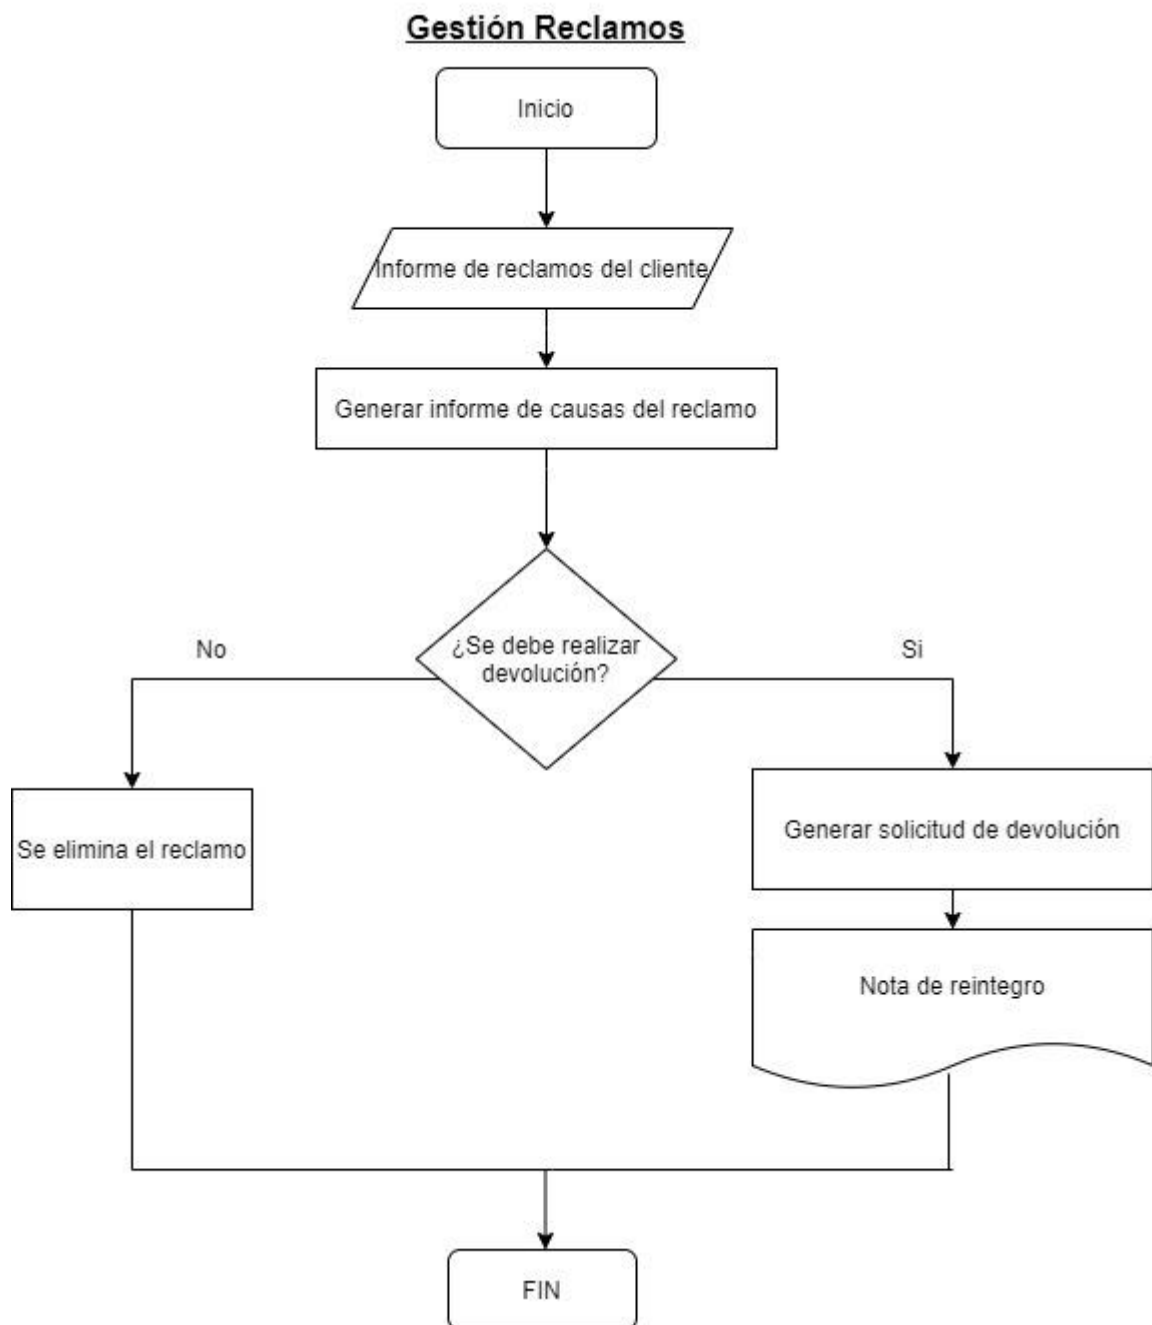 Gestión Reclamos
Inicio
Informe de reclamos del cliente
Generar informe de causas del reclamo
¿Se debe realizar
devolución?
No
Si
Se elimina el reclamo
Generar solicitud de devolución
Nota de reintegro
FIN